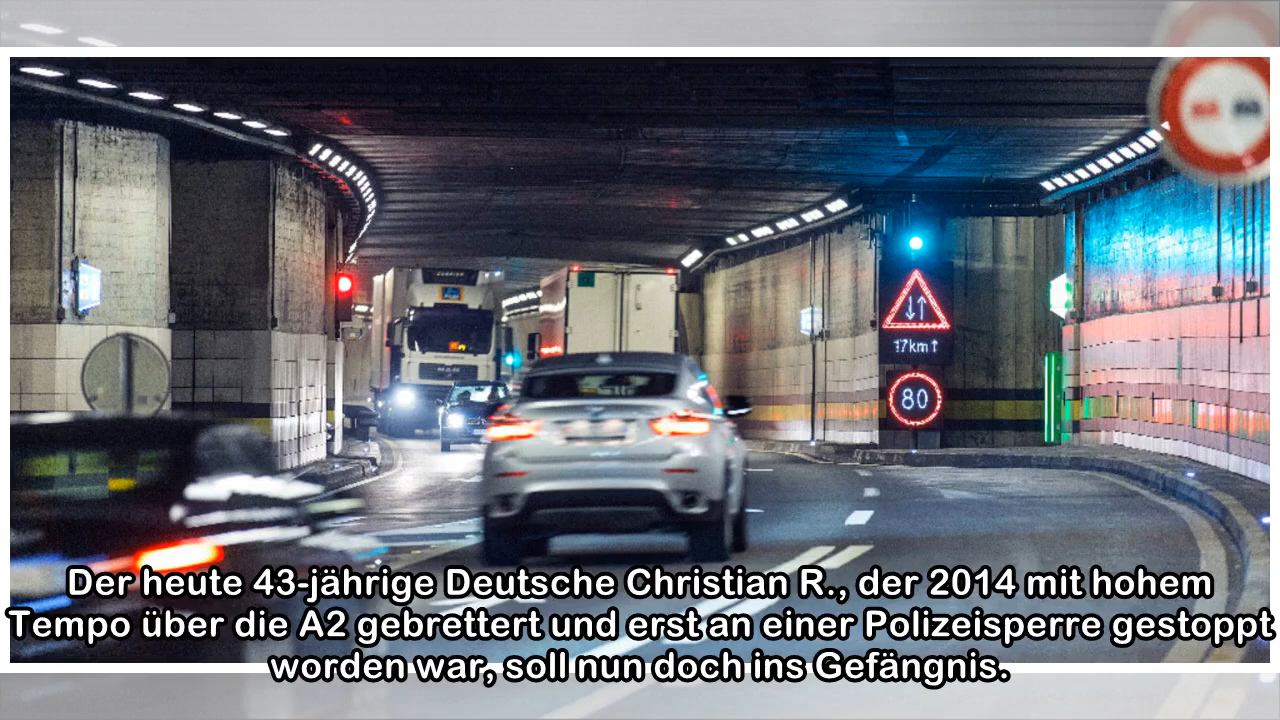 17km↑
80
Der heute 43-jährige Deutsche Christian R., der 2014 mit hohem
Tempo über die A2 gebrettert und erst an einer Polizeisperre gestoppt
worden war, soll nun doch ins Gefängnis.